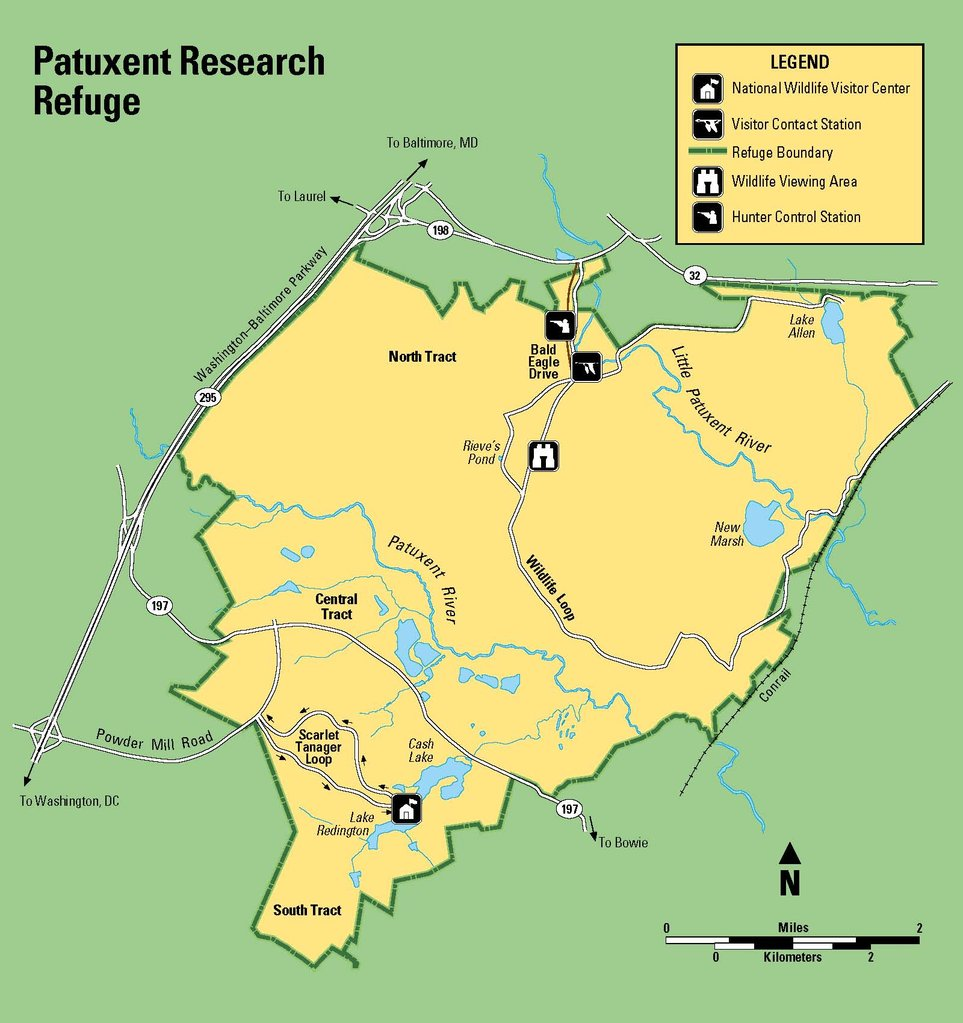 Patuxent Research
Refuge
LEGEND
National Wildlife Visitor Center
Visitor Contact Station
Refuge Boundary
Wildlife Viewing Area
Hunter Control Station
To Baltimore, MD
To Laurel
198
32
Washington–Baltimore Parkway
295
North Tract
Bald
Eagle
Drive
Lake
Allen
Little Patuxent River
Rieve's
Pond
New
Marsh
Patuxent River
Wildlife Loop
197
Central
Tract
Conrail
Powder Mill Road
Scarlet
Tanager
Loop
Cash
Lake
To Washington, DC
Lake
Redington
197
To Bowie
South Tract
N
0 Miles 2
0 Kilometers 2